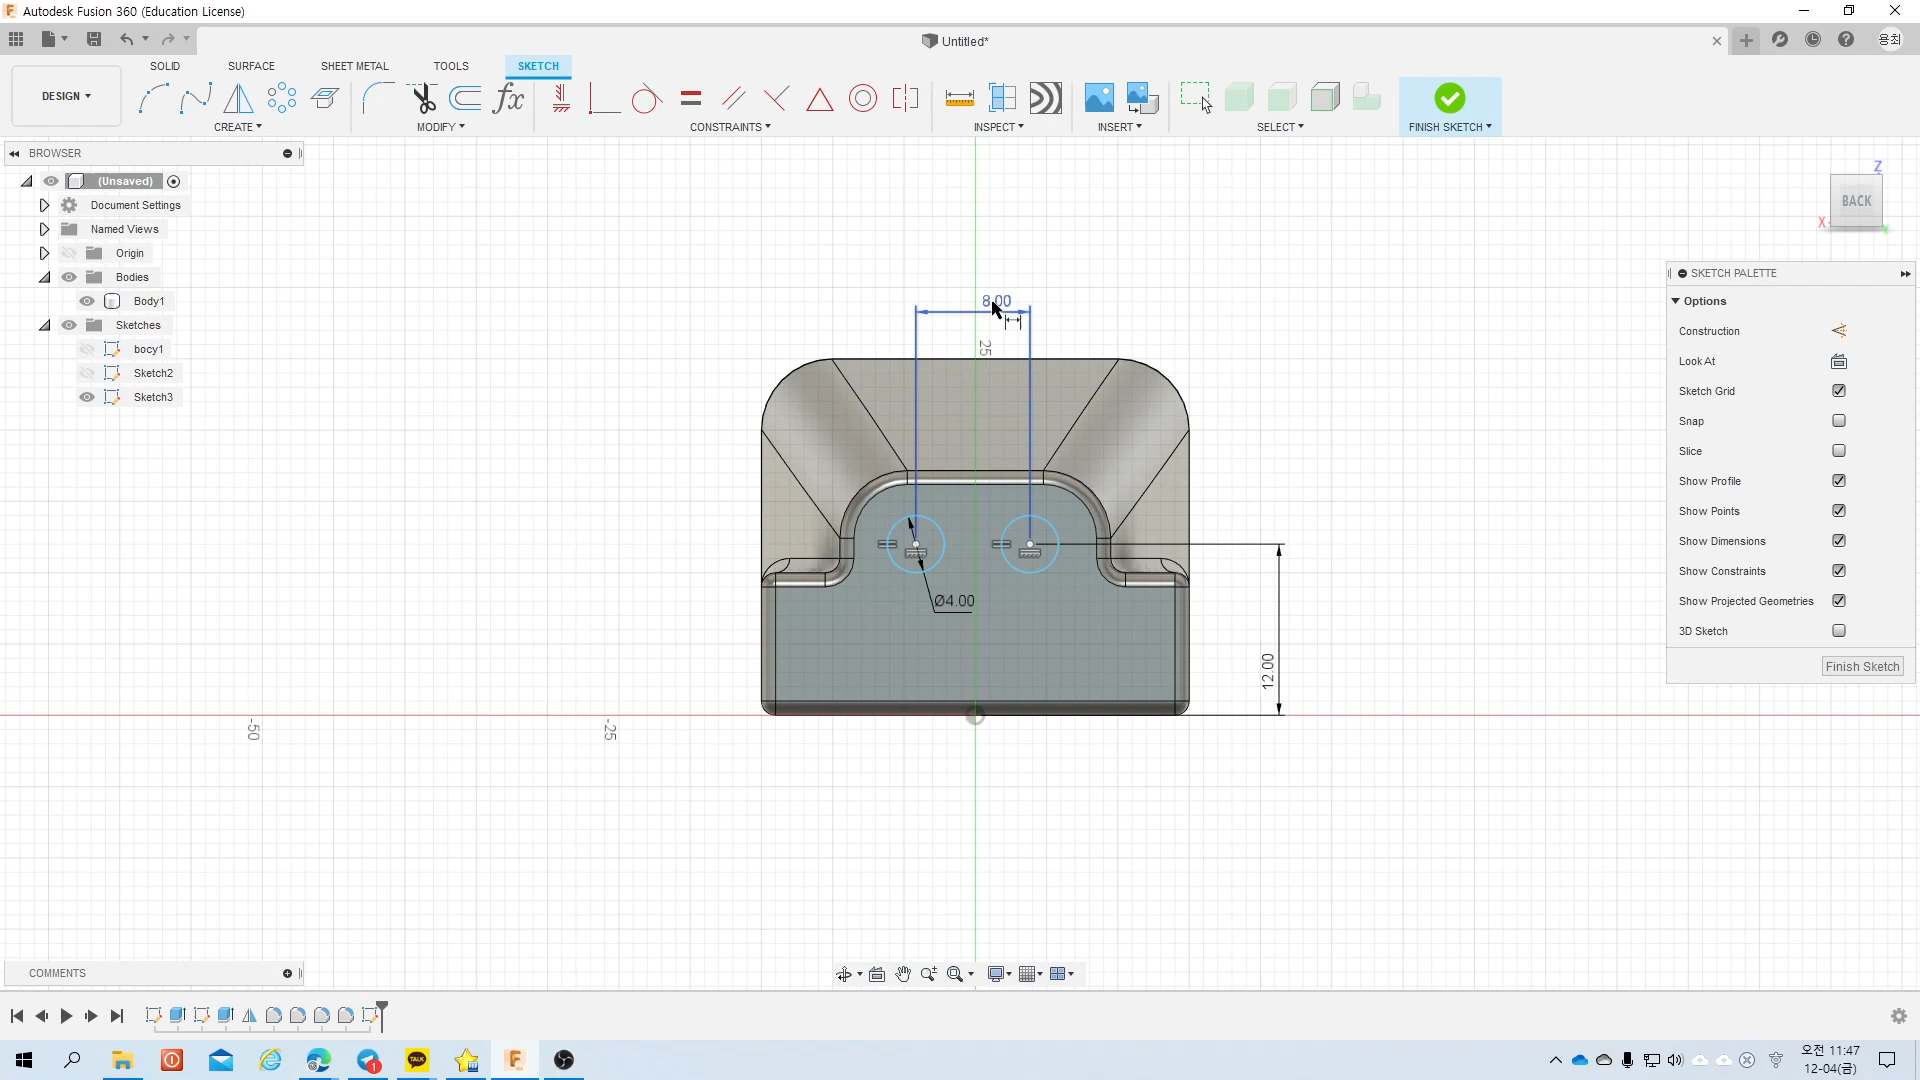 Autodesk Fusion 360 (Education License)
Untitled*
용최
DESIGN
SOLID
SURFACE
SHEET METAL
TOOLS
SKETCH
CREATE
MODIFY
CONSTRAINTS
INSPECT
INSERT
SELECT
FINISH SKETCH
BROWSER
(Unsaved)
Document Settings
Named Views
Origin
Bodies
Body1
Sketches
bocy1
Sketch2
Sketch3
Z
BACK
X
SKETCH PALETTE
Options
Construction
Look At
Sketch Grid
Snap
Slice
Show Profile
Show Points
Show Dimensions
Show Constraints
Show Projected Geometries
3D Sketch
Finish Sketch
8.00
25
Ø4.00
12.00
-50
-25
COMMENTS
TALK
1
오전 11:47
12-04(금)